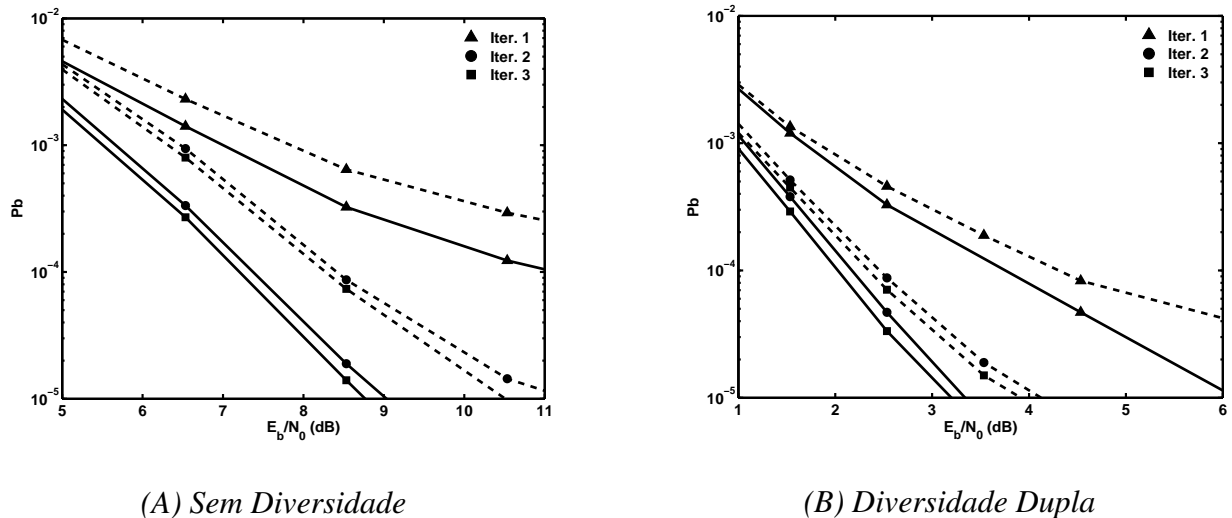 10⁻²
10⁻³
10⁻⁴
10⁻⁵
Pb
Iter. 1
Iter. 2
Iter. 3
5 6 7 8 9 10 11
E_b/N_0 (dB)
(A) Sem Diversidade
10⁻²
10⁻³
10⁻⁴
10⁻⁵
Pb
Iter. 1
Iter. 2
Iter. 3
1 2 3 4 5 6
E_b/N_0 (dB)
(B) Diversidade Dupla